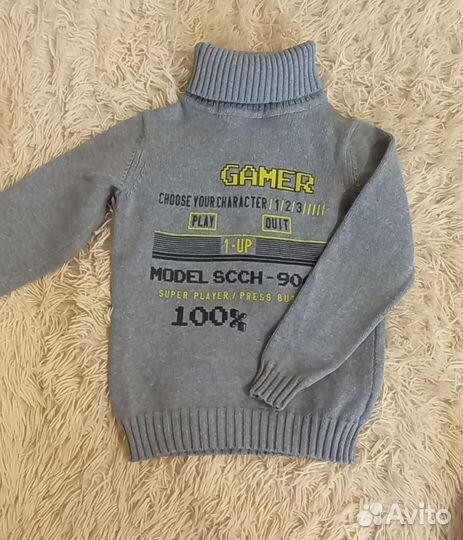 GAMER
CHOOSE YOUR CHARACTER /1/2/3/////
PLAY QUIT
1-UP
MODEL SCCH-90
SUPER PLAYER / PRESS
100%
Avito